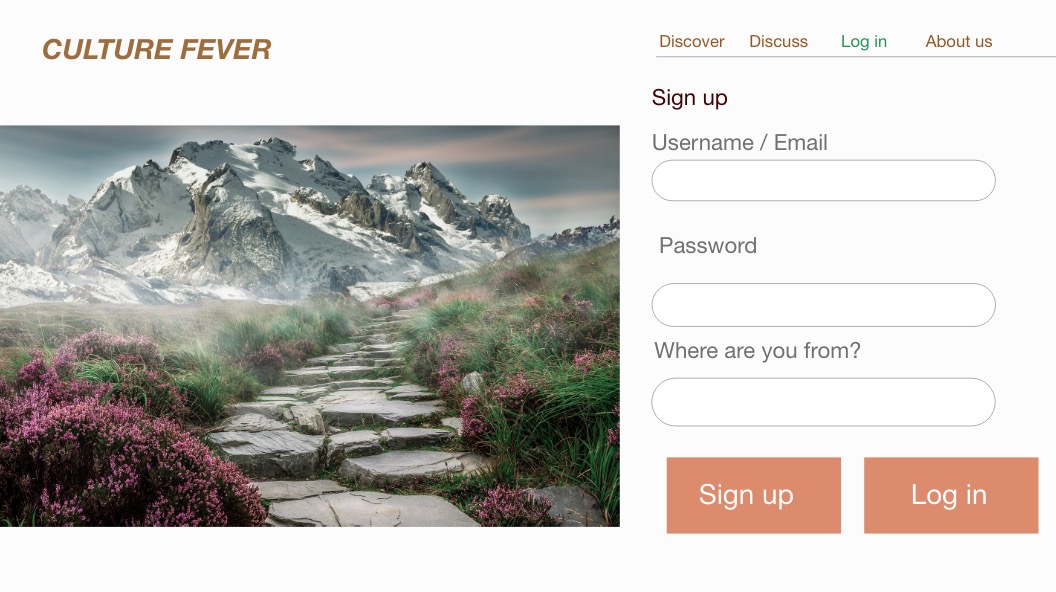 CULTURE FEVER
Discover Discuss Log in About us
Sign up
Username / Email
Password
Where are you from?
Sign up Log in